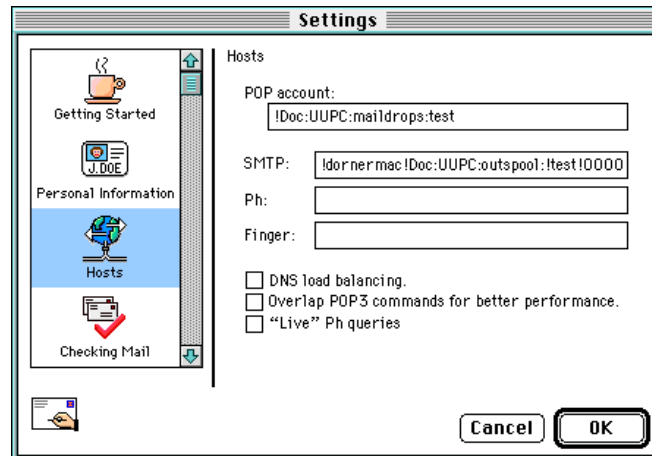 Settings
Getting Started
J.DOE
Personal Information
Hosts
Checking Mail
Hosts
POP account:
!Doc:UUPC:maildrops:test
SMTP: !dornermac!Doc:UUPC:outspool:!test!0000
Ph:
Finger:
DNS load balancing.
Overlap POP3 commands for better performance.
“Live” Ph queries
Cancel OK